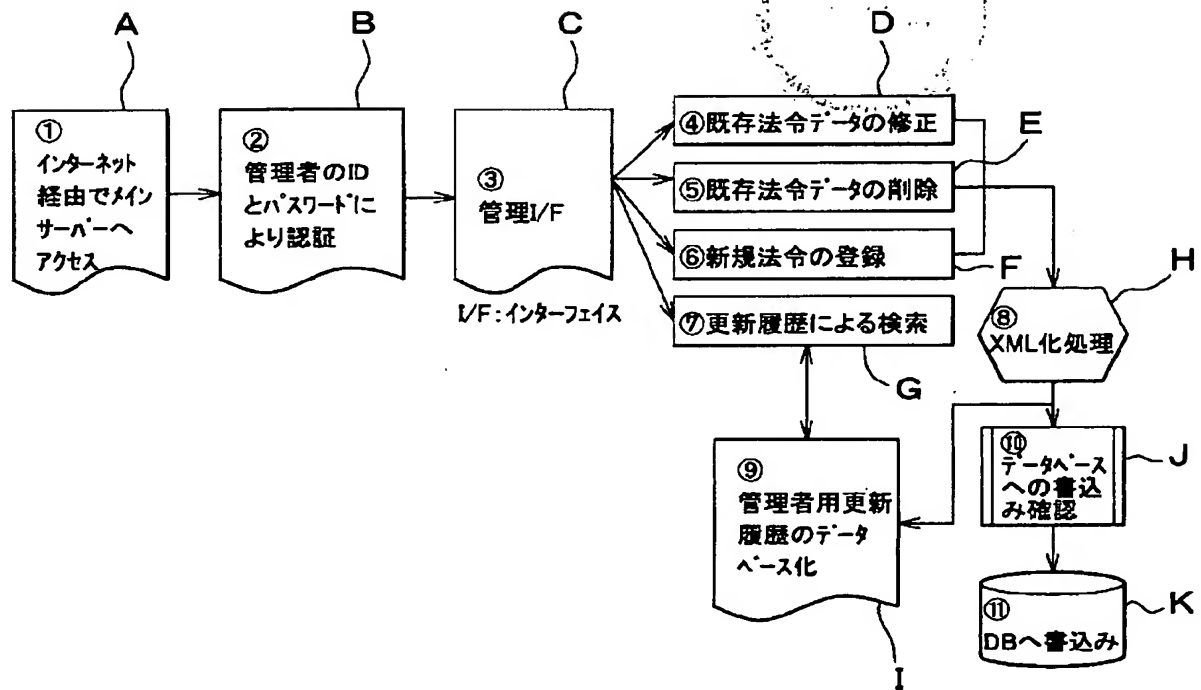 A
B
C
D
①
インターネット
経由でメイン
サーバーへ
アクセス
②
管理者のID
とパスワードに
より認証
③
管理I/F
I/F:インターフェイス
④既存法令データの修正
E
⑤既存法令データの削除
⑥新規法令の登録
F
⑦更新履歴による検索
G
H
⑧
XML化処理
⑨
管理者用更新
履歴のデータ
ベース化
I
⑩
データベース
への書込
み確認
J
⑪
DBへ書込み
K